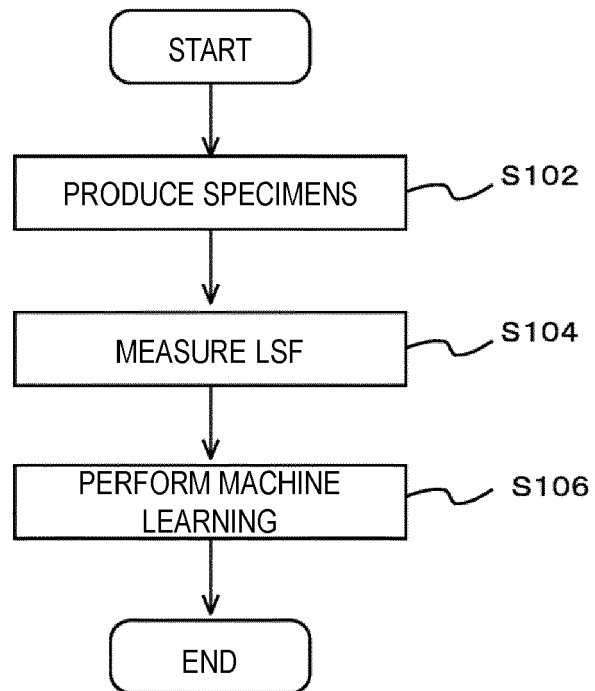 START
PRODUCE SPECIMENS
S102
MEASURE LSF
S104
PERFORM MACHINE
LEARNING
S106
END